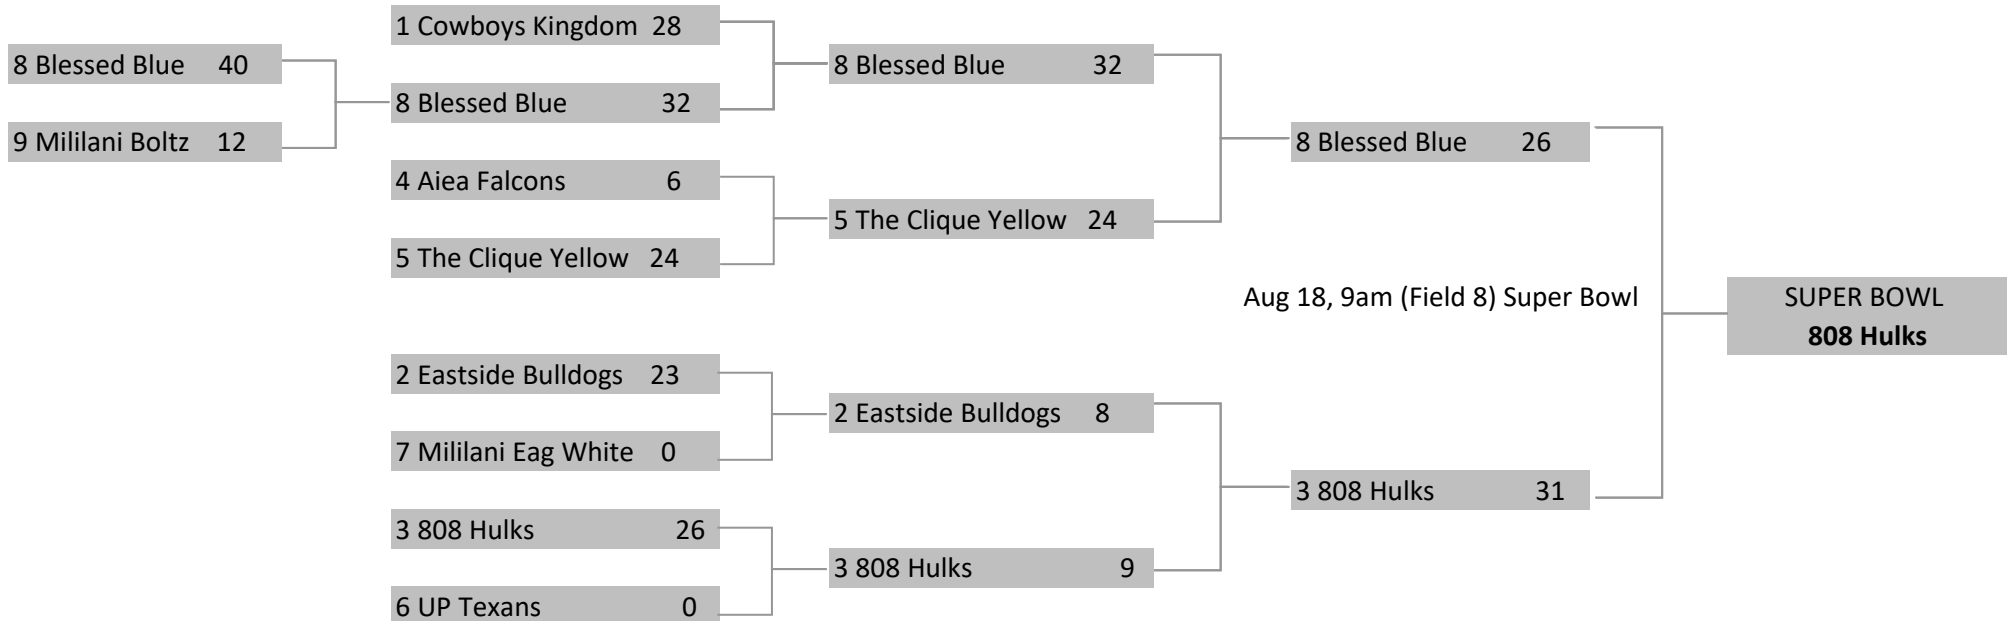 8 Blessed Blue 40
9 Mililani Boltz 12
1 Cowboys Kingdom 28
8 Blessed Blue 32
4 Aiea Falcons 6
5 The Clique Yellow 24
2 Eastside Bulldogs 23
7 Mililani Eag White 0
3 808 Hulks 26
6 UP Texans 0
8 Blessed Blue 32
5 The Clique Yellow 24
2 Eastside Bulldogs 8
3 808 Hulks 9
8 Blessed Blue 26
Aug 18, 9am (Field 8) Super Bowl
3 808 Hulks 31
SUPER BOWL
808 Hulks